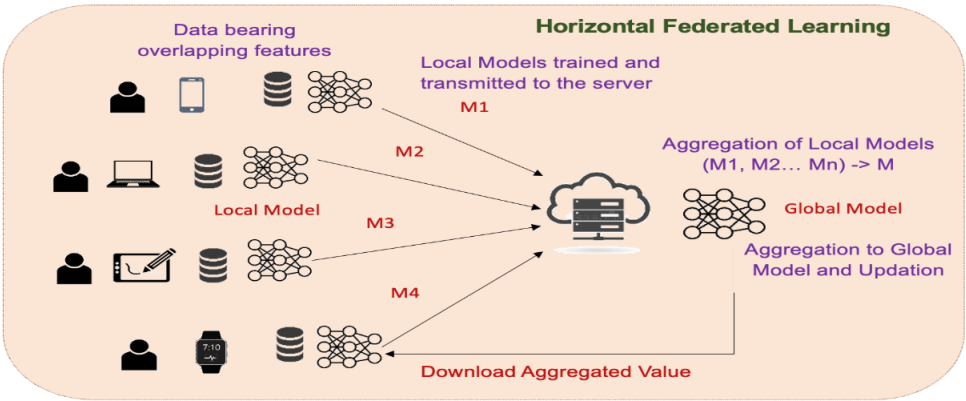 Horizontal Federated Learning
Data bearing
overlapping features
Local Models trained and
transmitted to the server
M1
M2
Aggregation of Local Models
(M1, M2... Mn) -> M
Local Model
Global Model
M3
Aggregation to Global
Model and Updation
M4
7:10
Download Aggregated Value